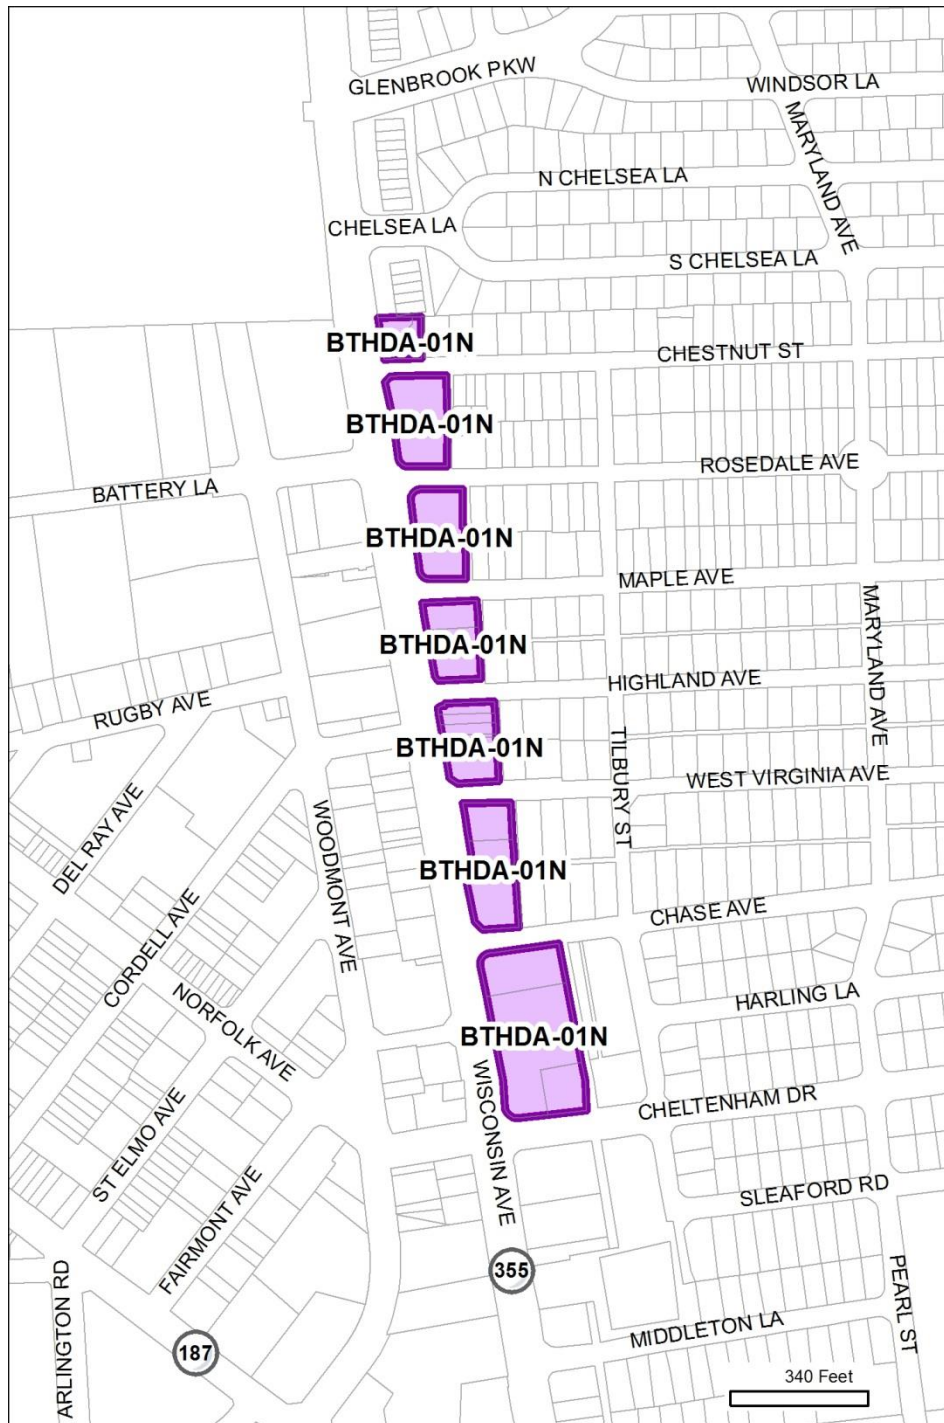 GLENBROOK PKW
WINDSOR LA
MARYLAND AVE
N CHELSEA LA
CHELSEA LA
S CHELSEA LA
BTHDA-01N
CHESTNUT ST
BTHDA-01N
ROSEDALE AVE
BATTERY LA
BTHDA-01N
MAPLE AVE
MARYLAND AVE
BTHDA-01N
HIGHLAND AVE
RUGBY AVE
BTHDA-01N
TILBURY ST
WEST VIRGINIA AVE
DEL RAY AVE
WOODMONT AVE
BTHDA-01N
CHASE AVE
CORDELL AVE
NORFOLK AVE
HARLING LA
BTHDA-01N
WISCONSIN AVE
CHELTENHAM DR
ST ELMO AVE
FAIRMONT AVE
SLEAFORD RD
355
PEARL ST
ARLINGTON RD
MIDDLETON LA
187
340 Feet